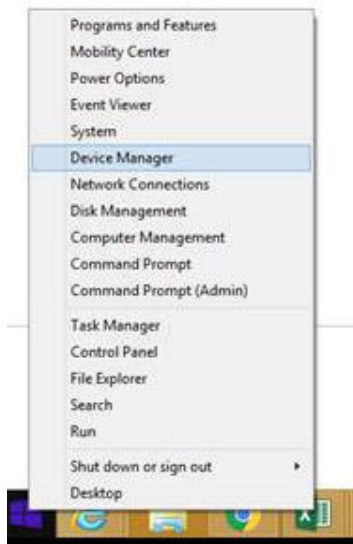 Programs and Features
Mobility Center
Power Options
Event Viewer
System
Device Manager
Network Connections
Disk Management
Computer Management
Command Prompt
Command Prompt (Admin)
Task Manager
Control Panel
File Explorer
Search
Run
Shut down or sign out
Desktop